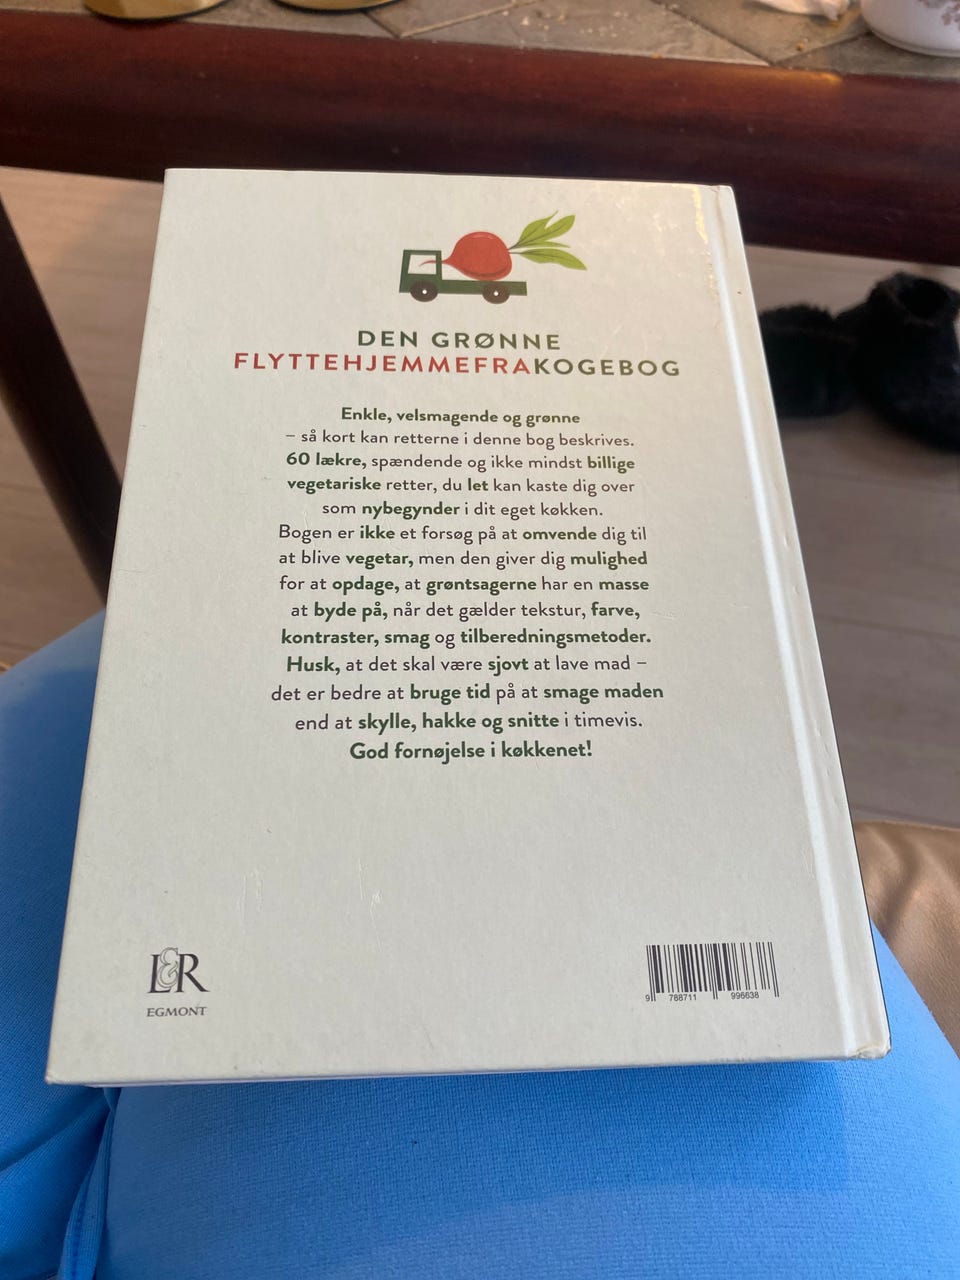 DEN GRØNNE
FLYTTEHJEMMEFRAKOGEBOG
Enkle, velsmagende og grønne
– så kort kan retterne i denne bog beskrives.
60 lækre, spændende og ikke mindst billige
vegetariske retter, du let kan kaste dig over
som nybegynder i dit eget køkken.
Bogen er ikke et forsøg på at omvende dig til
at blive vegetar, men den giver dig mulighed
for at opdage, at grøntsagerne har en masse
at byde på, når det gælder tekstur, farve,
kontraster, smag og tilberedningsmetoder.
Husk, at det skal være sjovt at lave mad –
det er bedre at bruge tid på at smage maden
end at skylle, hakke og snitte i timevis.
God fornøjelse i køkkenet!
L&R
EGMONT
9 788711 996638